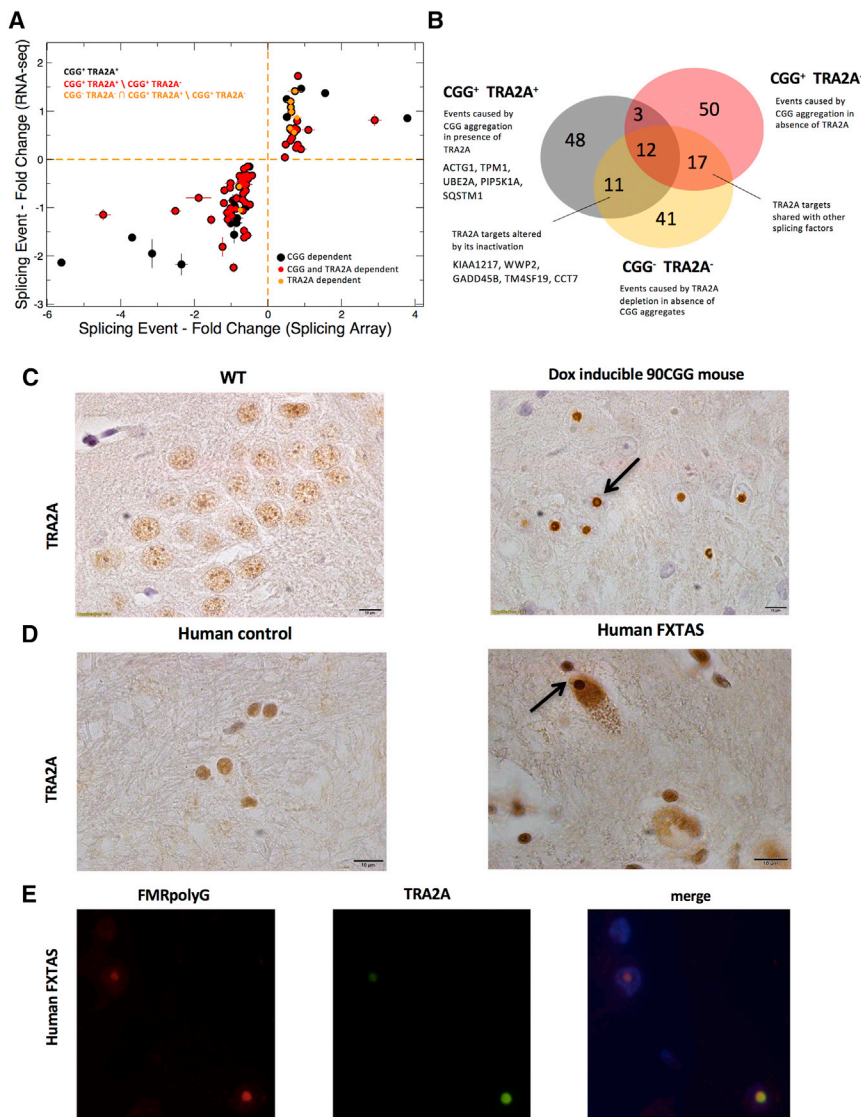 A
Splicing Event - Fold Change (RNA-seq)
2
1
0
-1
-2
-3
CGG⁺ TRA2A⁺
CGG⁺ TRA2A⁺ \ CGG⁺ TRA2A⁻
CGG⁻ TRA2A⁻ ∩ CGG⁺ TRA2A⁺ \ CGG⁺ TRA2A⁻
CGG dependent
CGG and TRA2A dependent
TRA2A dependent
-6
-4
-2
0
2
4
Splicing Event - Fold Change (Splicing Array)
B
CGG⁺ TRA2A⁺
Events caused by
CGG aggregation in
presence of
TRA2A
ACTG1, TPM1,
UBE2A, PIP5K1A,
SQSTM1
48
3
50
12
11
17
41
CGG⁺ TRA2A⁻
Events caused by
CGG aggregation in
absence of TRA2A
TRA2A targets altered
by its inactivation
KIAA1217, WWP2,
GADD45B, TM4SF19, CCT7
TRA2A targets
shared with other
splicing factors
CGG⁻ TRA2A⁻
Events caused by TRA2A
depletion in absence of
CGG aggregates
C
WT
Dox inducible 90CGG mouse
TRA2A
10 µm
D
Human control
Human FXTAS
TRA2A
10 µm
10 µm
E
FMRpolyG
TRA2A
merge
Human FXTAS